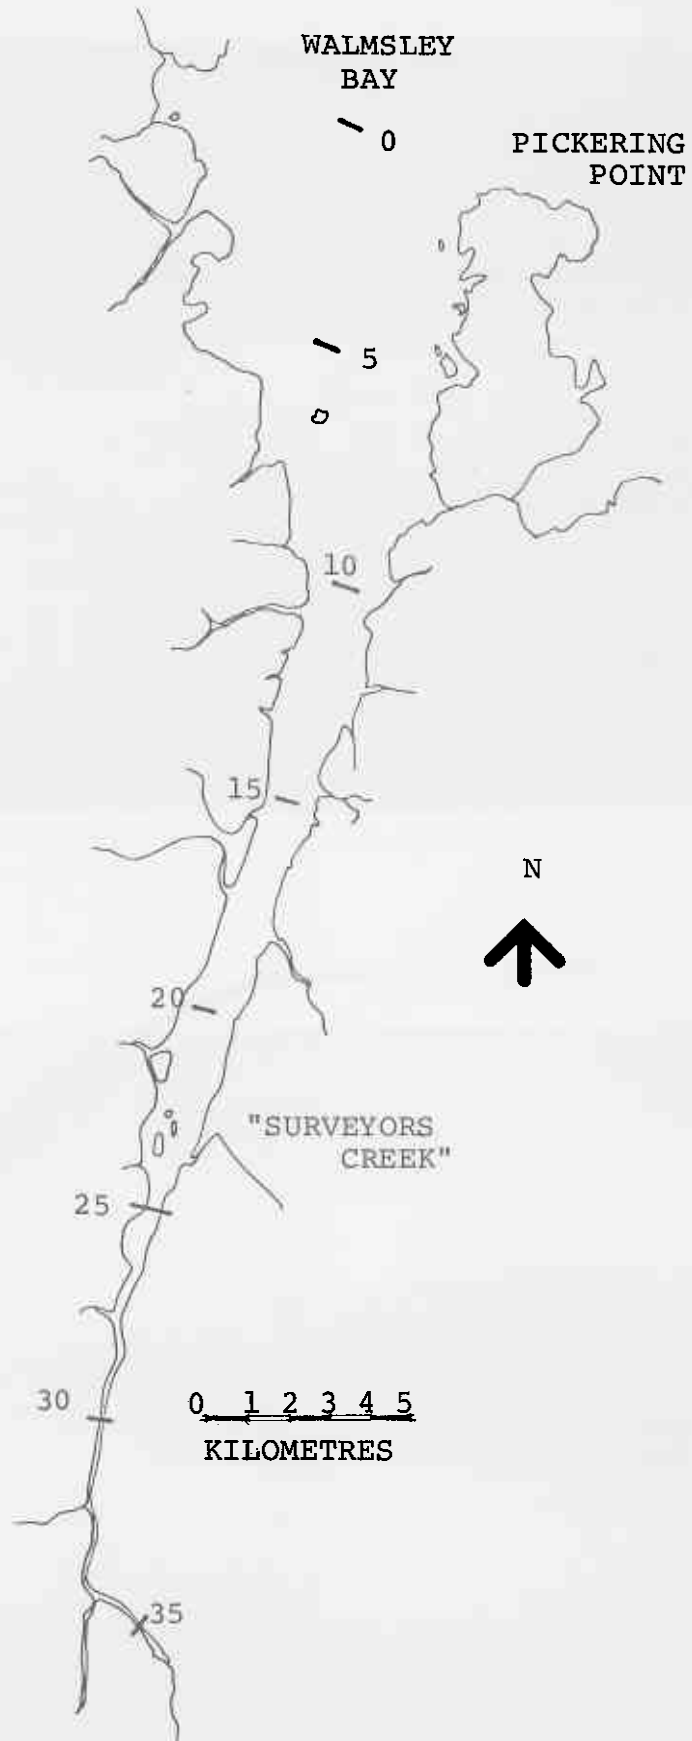 WALMSLEY
BAY
0
PICKERING
POINT
5
10
15
N
20
"SURVEYORS
CREEK"
25
30
0 1 2 3 4 5
KILOMETRES
35